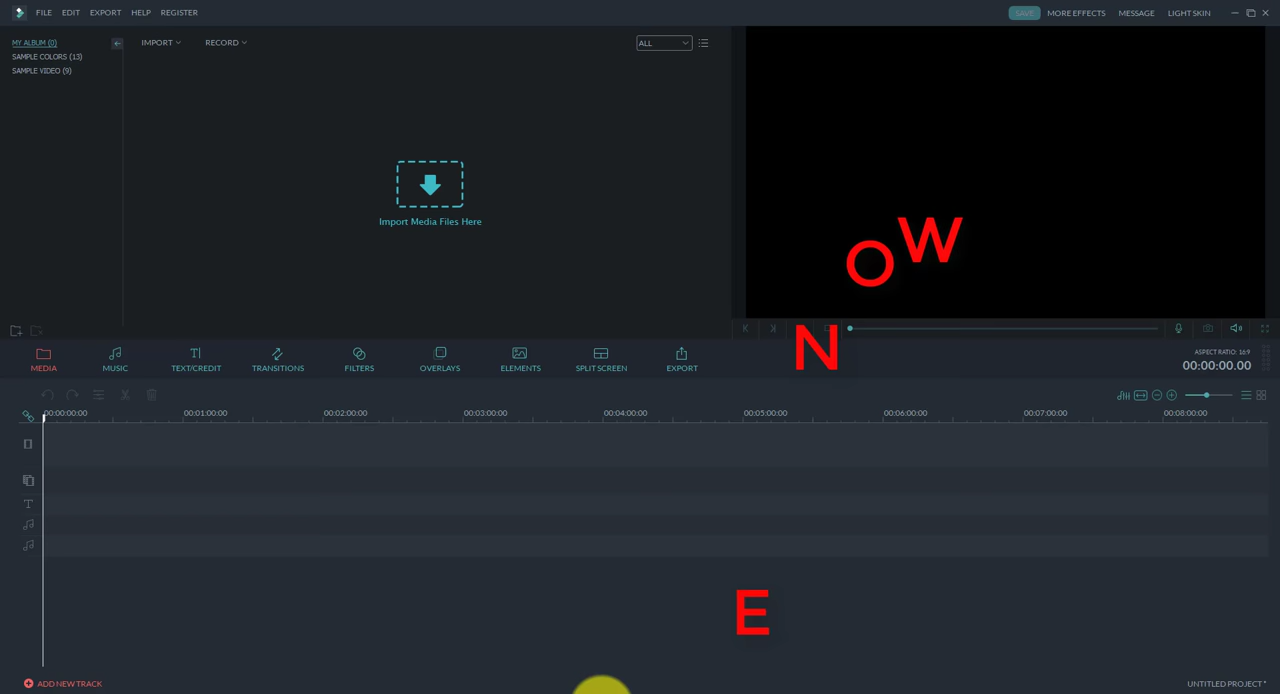 FILE EDIT EXPORT HELP REGISTER SAVE MORE EFFECTS MESSAGE LIGHT SKIN
MY ALBUM (0) IMPORT RECORD ALL
SAMPLE COLORS (13)
SAMPLE VIDEO (9)
Import Media Files Here
W
O
N
MEDIA MUSIC TEXT/CREDIT TRANSITIONS FILTERS OVERLAYS ELEMENTS SPLIT SCREEN EXPORT
ASPECT RATIO: 16:9
00:00:00.00
00:00:00:00 00:01:00:00 00:02:00:00 00:03:00:00 00:04:00:00 00:05:00:00 00:06:00:00 00:07:00:00 00:08:00:00
E
ADD NEW TRACK UNTITLED PROJECT *